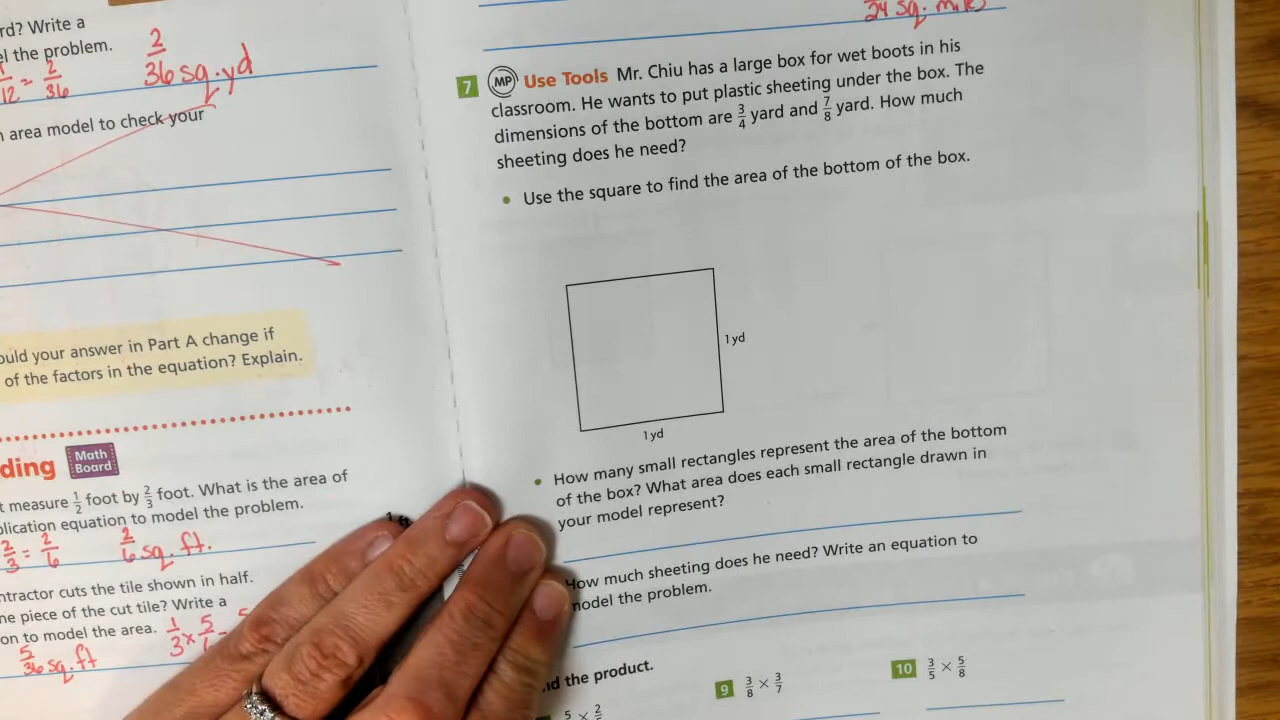 rd? Write a
el the problem.
12 = 2/36
2/36 sq. yd
area model to check your
ould your answer in Part A change if
of the factors in the equation? Explain.
ding Math Board
t measure 1/2 foot by 2/3 foot. What is the area of
plication equation to model the problem.
2/3 = 2/6 2/6 sq. ft.
ntractor cuts the tile shown in half.
ne piece of the cut tile? Write a
on to model the area. 1/3 ×
5/36 sq. ft
24 sq.
7 MP Use Tools Mr. Chiu has a large box for wet boots in his
classroom. He wants to put plastic sheeting under the box. The
dimensions of the bottom are 3/4 yard and 7/8 yard. How much
sheeting does he need?
• Use the square to find the area of the bottom of the box.
1 yd
1 yd
• How many small rectangles represent the area of the bottom
of the box? What area does each small rectangle drawn in
your model represent?
How much sheeting does he need? Write an equation to
model the problem.
nd the product.
9 3/8 × 3/7
10 3/5 × 5/8